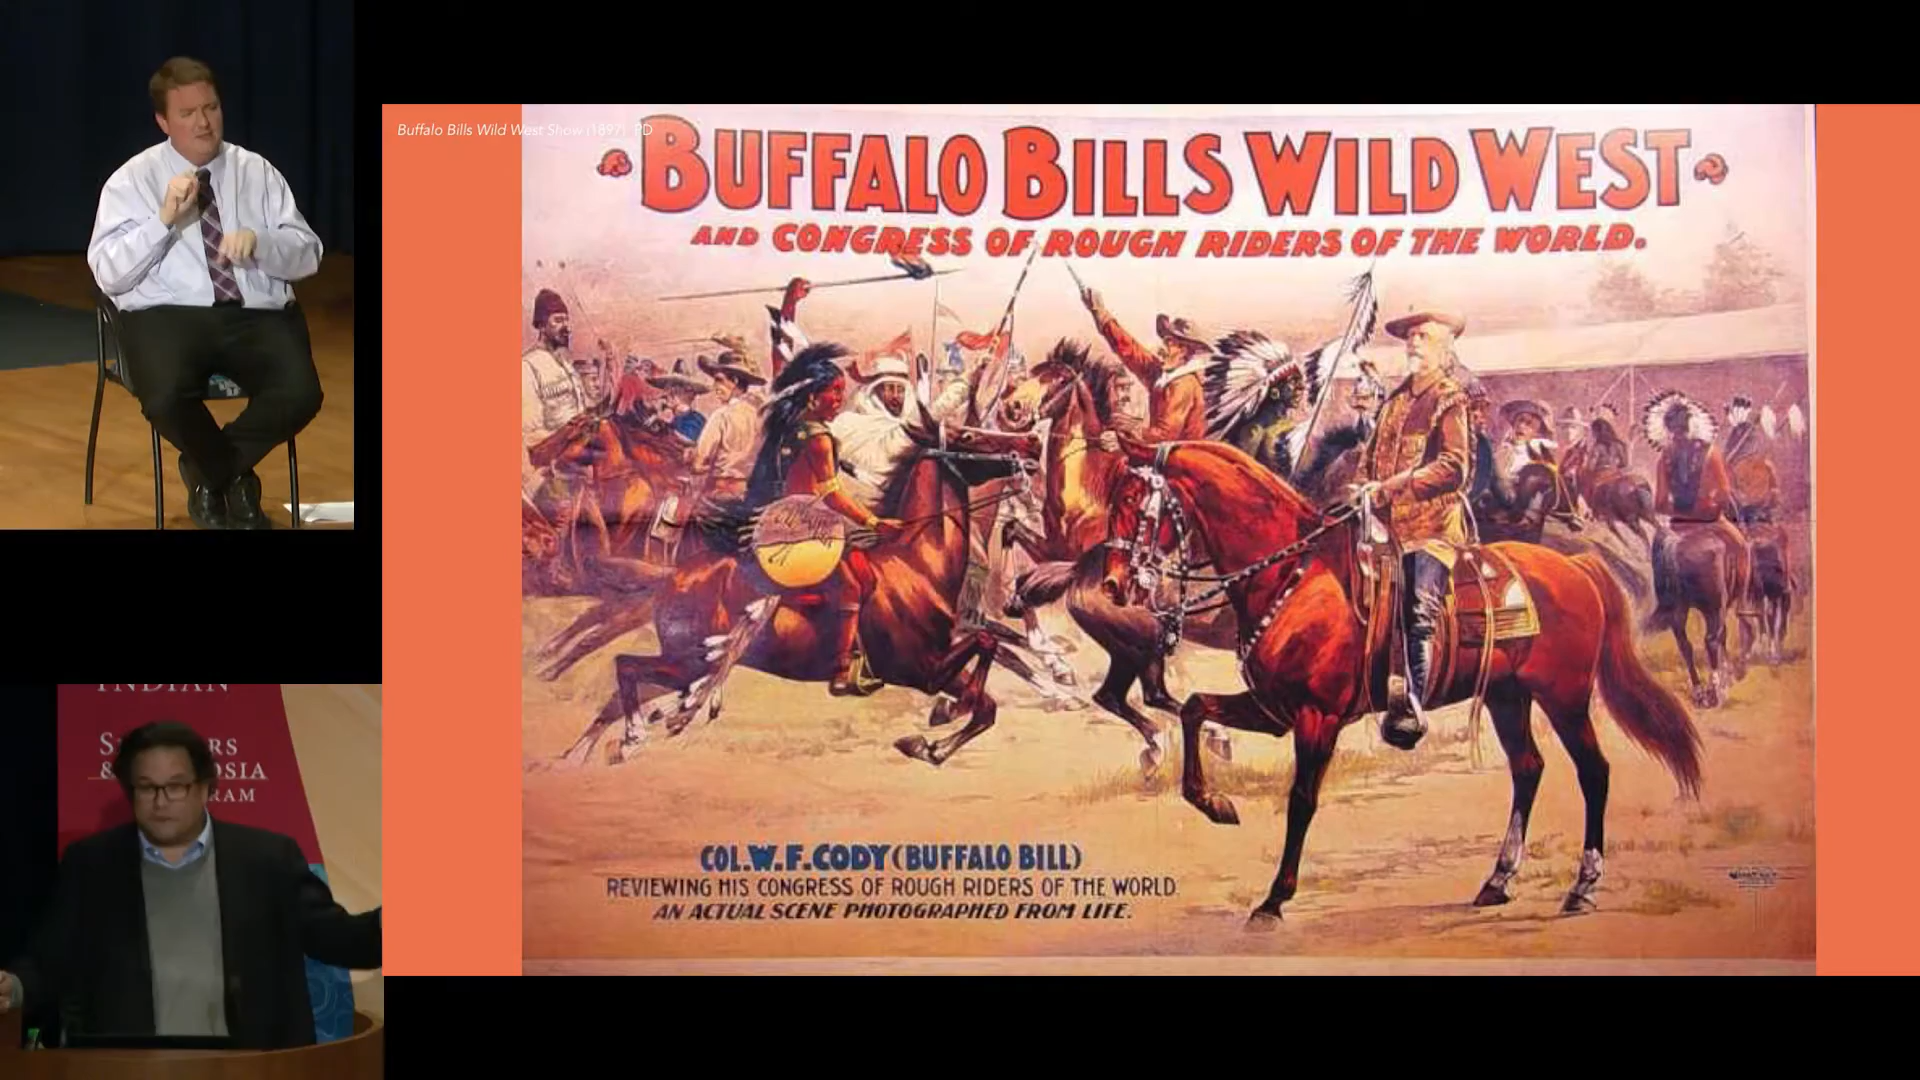 Buffalo Bills Wild West Show (1897). PD
BUFFALO BILLS WILD WEST
AND CONGRESS OF ROUGH RIDERS OF THE WORLD.
COL. W. F. CODY (BUFFALO BILL)
REVIEWING HIS CONGRESS OF ROUGH RIDERS OF THE WORLD.
AN ACTUAL SCENE PHOTOGRAPHED FROM LIFE.
INDIAN
&